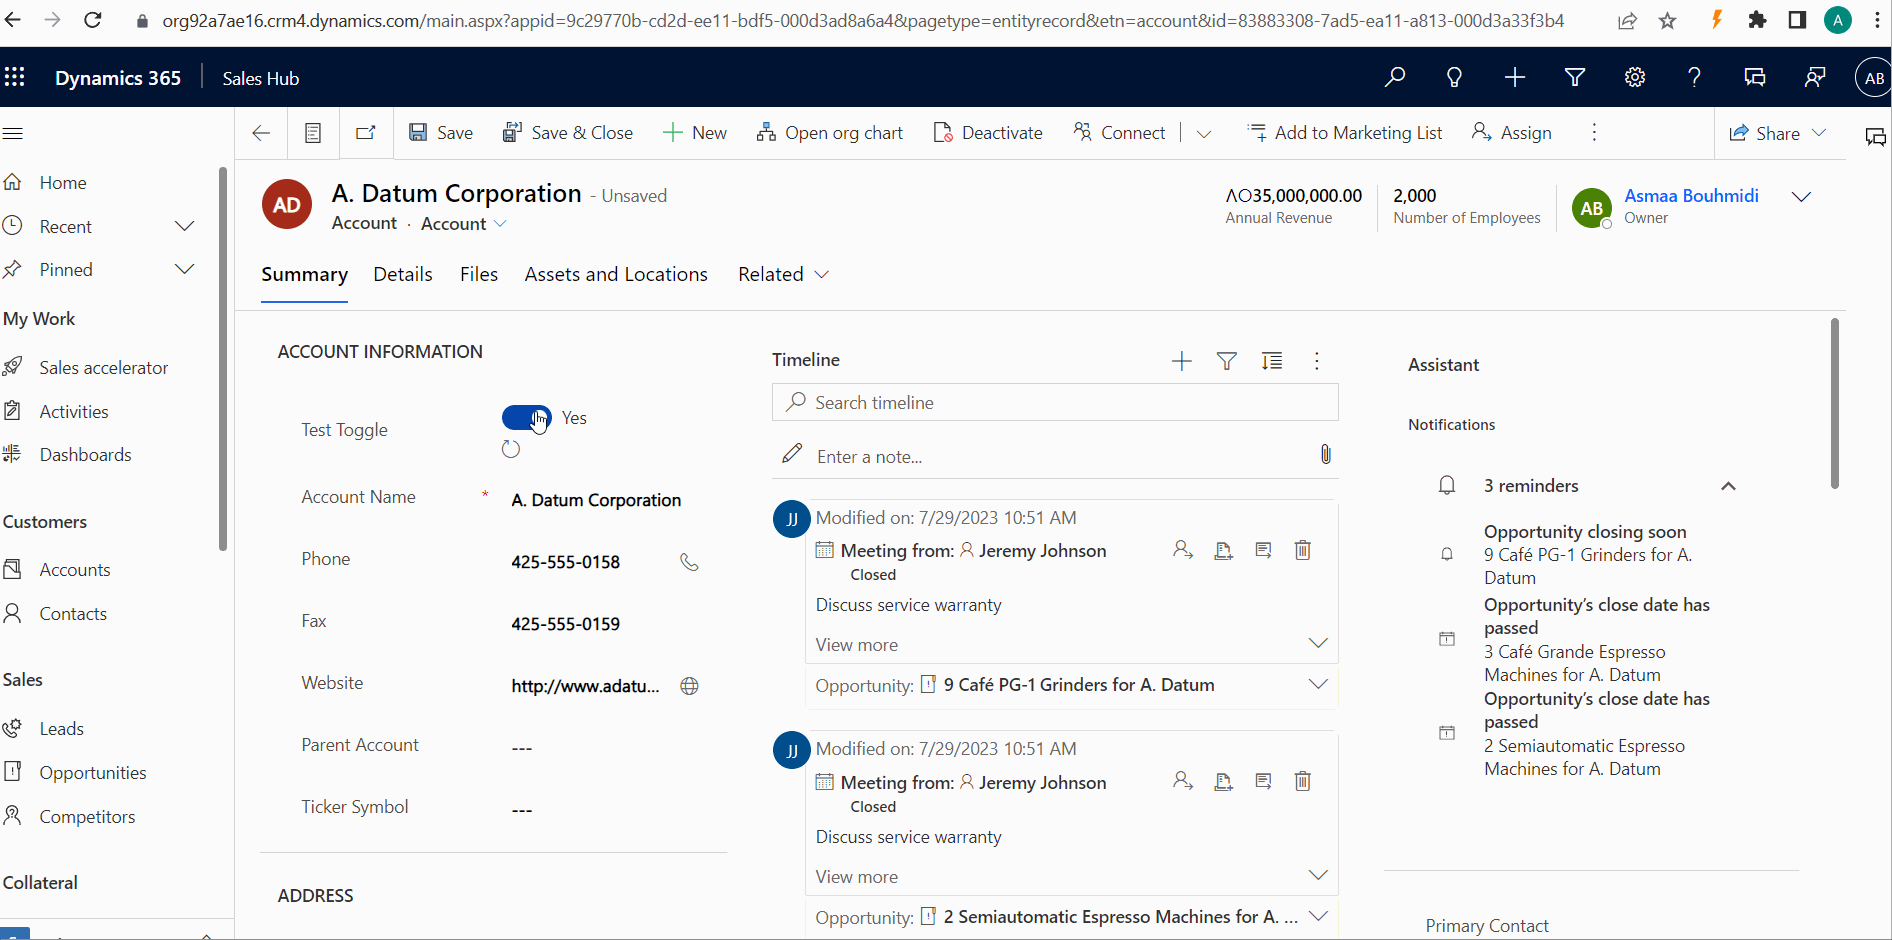 org92a7ae16.crm4.dynamics.com/main.aspx?appid=9c29770b-cd2d-ee11-bdf5-000d3ad8a6a4&pagetype=entityrecord&etn=account&id=83883308-7ad5-ea11-a813-000d3a33f3b4
A
Dynamics 365
Sales Hub
AB
Save
Save & Close
New
Open org chart
Deactivate
Connect
Add to Marketing List
Assign
Share
Home
Recent
Pinned
My Work
Sales accelerator
Activities
Dashboards
Customers
Accounts
Contacts
Sales
Leads
Opportunities
Competitors
Collateral
AD
A. Datum Corporation - Unsaved
Account · Account
ɅO35,000,000.00
Annual Revenue
2,000
Number of Employees
AB
Asmaa Bouhmidi
Owner
Summary
Details
Files
Assets and Locations
Related
ACCOUNT INFORMATION
Test Toggle
Yes
Account Name
*
A. Datum Corporation
Phone
425-555-0158
Fax
425-555-0159
Website
http://www.adatu...
Parent Account
---
Ticker Symbol
---
ADDRESS
Timeline
Search timeline
Enter a note...
JJ
Modified on: 7/29/2023 10:51 AM
Meeting from: Jeremy Johnson
Closed
Discuss service warranty
View more
Opportunity: 9 Café PG-1 Grinders for A. Datum
JJ
Modified on: 7/29/2023 10:51 AM
Meeting from: Jeremy Johnson
Closed
Discuss service warranty
View more
Opportunity: 2 Semiautomatic Espresso Machines for A. ...
Assistant
Notifications
3 reminders
Opportunity closing soon
9 Café PG-1 Grinders for A.
Datum
Opportunity’s close date has
passed
3 Café Grande Espresso
Machines for A. Datum
Opportunity’s close date has
passed
2 Semiautomatic Espresso
Machines for A. Datum
Primary Contact